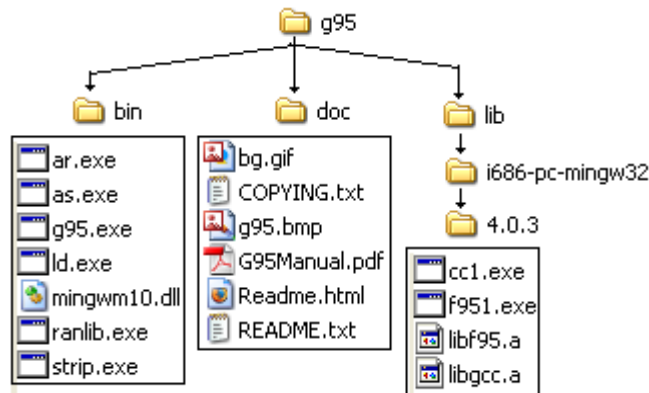 g95
bin
ar.exe
as.exe
g95.exe
ld.exe
mingwm10.dll
ranlib.exe
strip.exe
doc
bg.gif
COPYING.txt
g95.bmp
G95Manual.pdf
Readme.html
README.txt
lib
i686-pc-mingw32
4.0.3
cc1.exe
f951.exe
libf95.a
libgcc.a